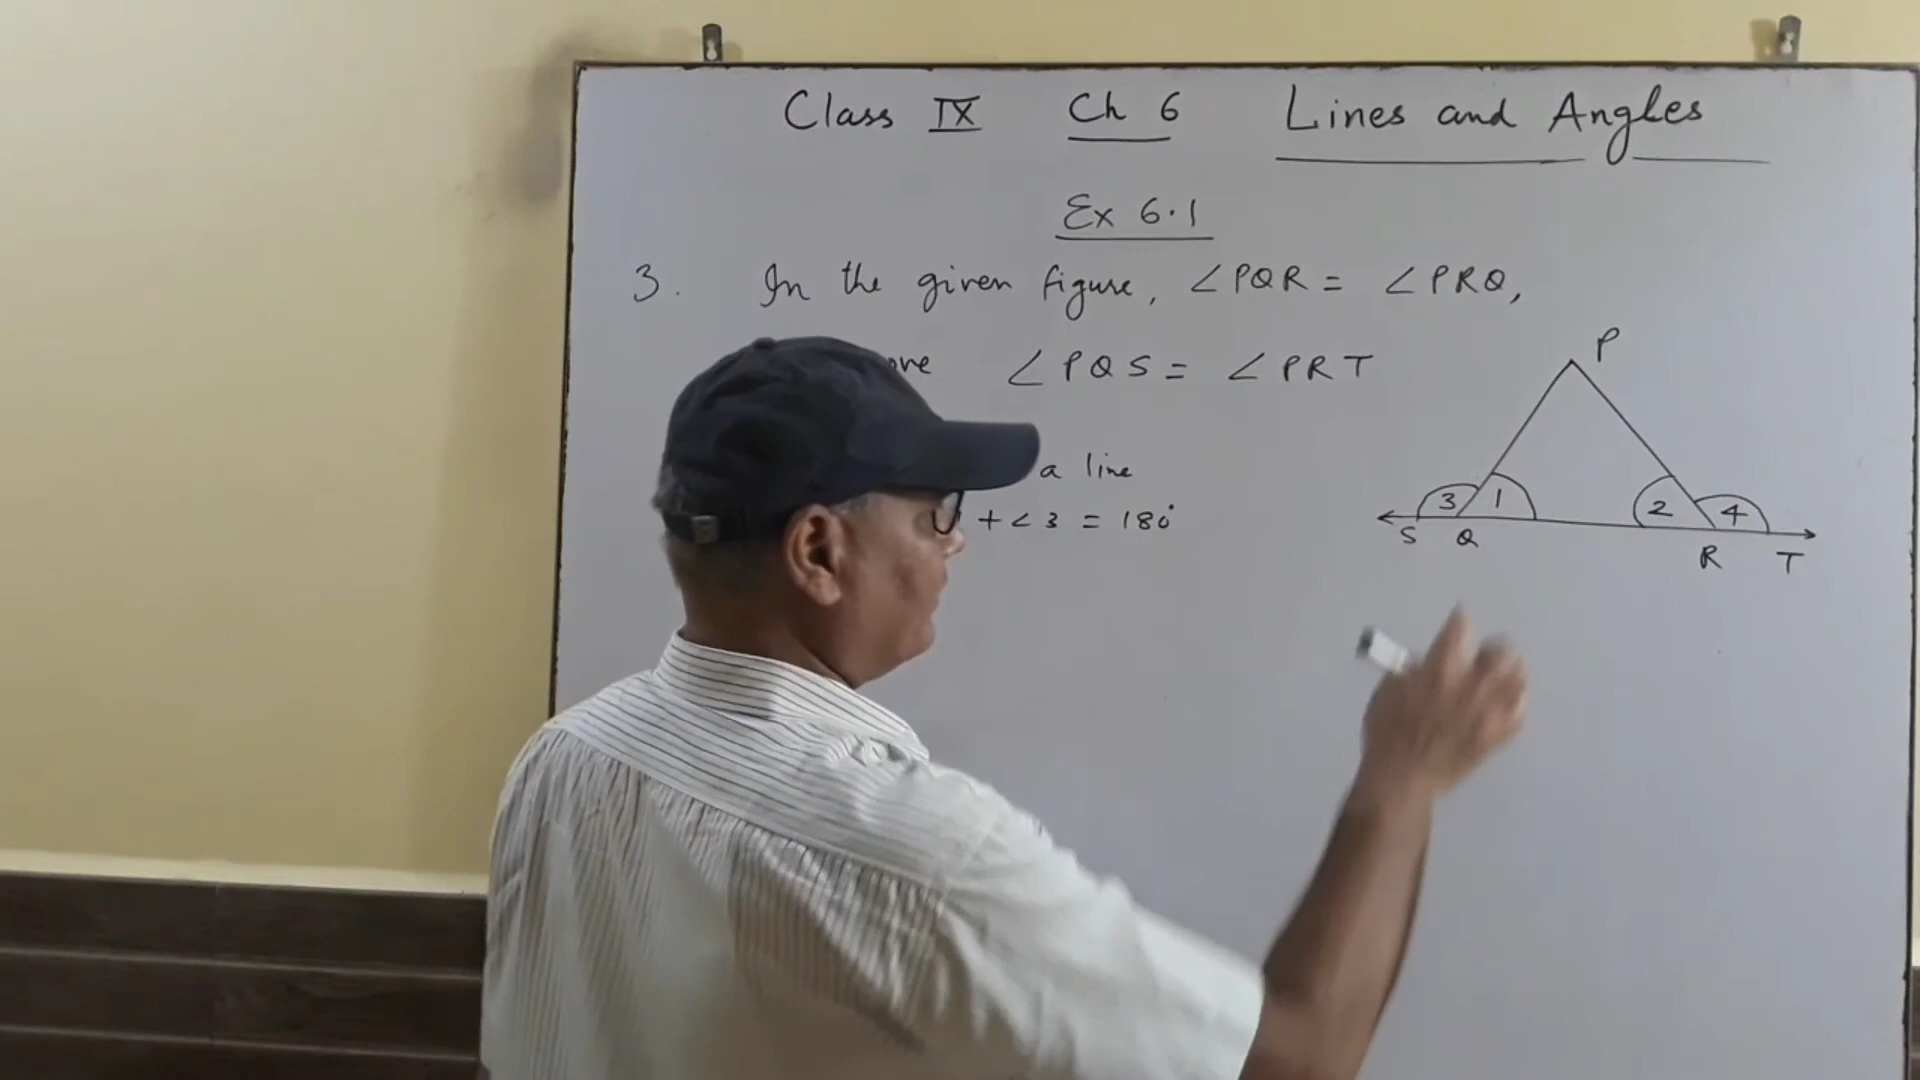 Class IX Ch 6 Lines and Angles
Ex 6.1
3. In the given figure, ∠PQR = ∠PRQ,
∠PQS = ∠PRT
a line
+∠3 = 180°
P
3 1 2 4
S Q R T